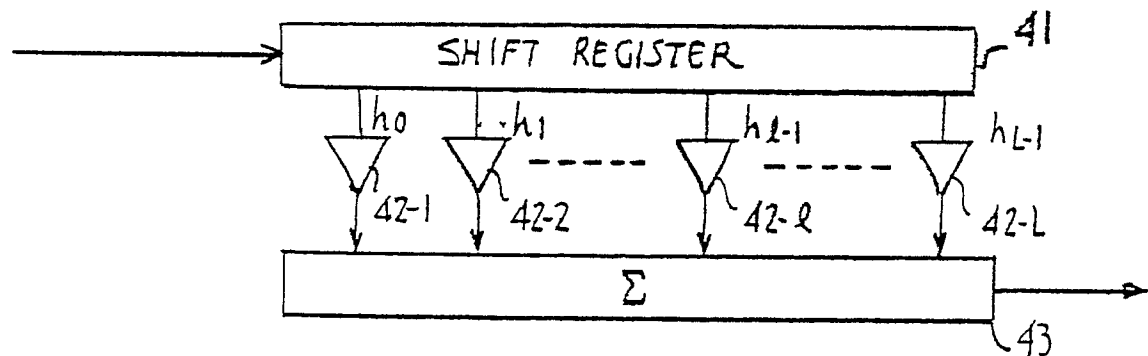 41
SHIFT REGISTER
h0 h1 hℓ-1 hL-1
42-1 42-2 42-ℓ 42-L
Σ
43